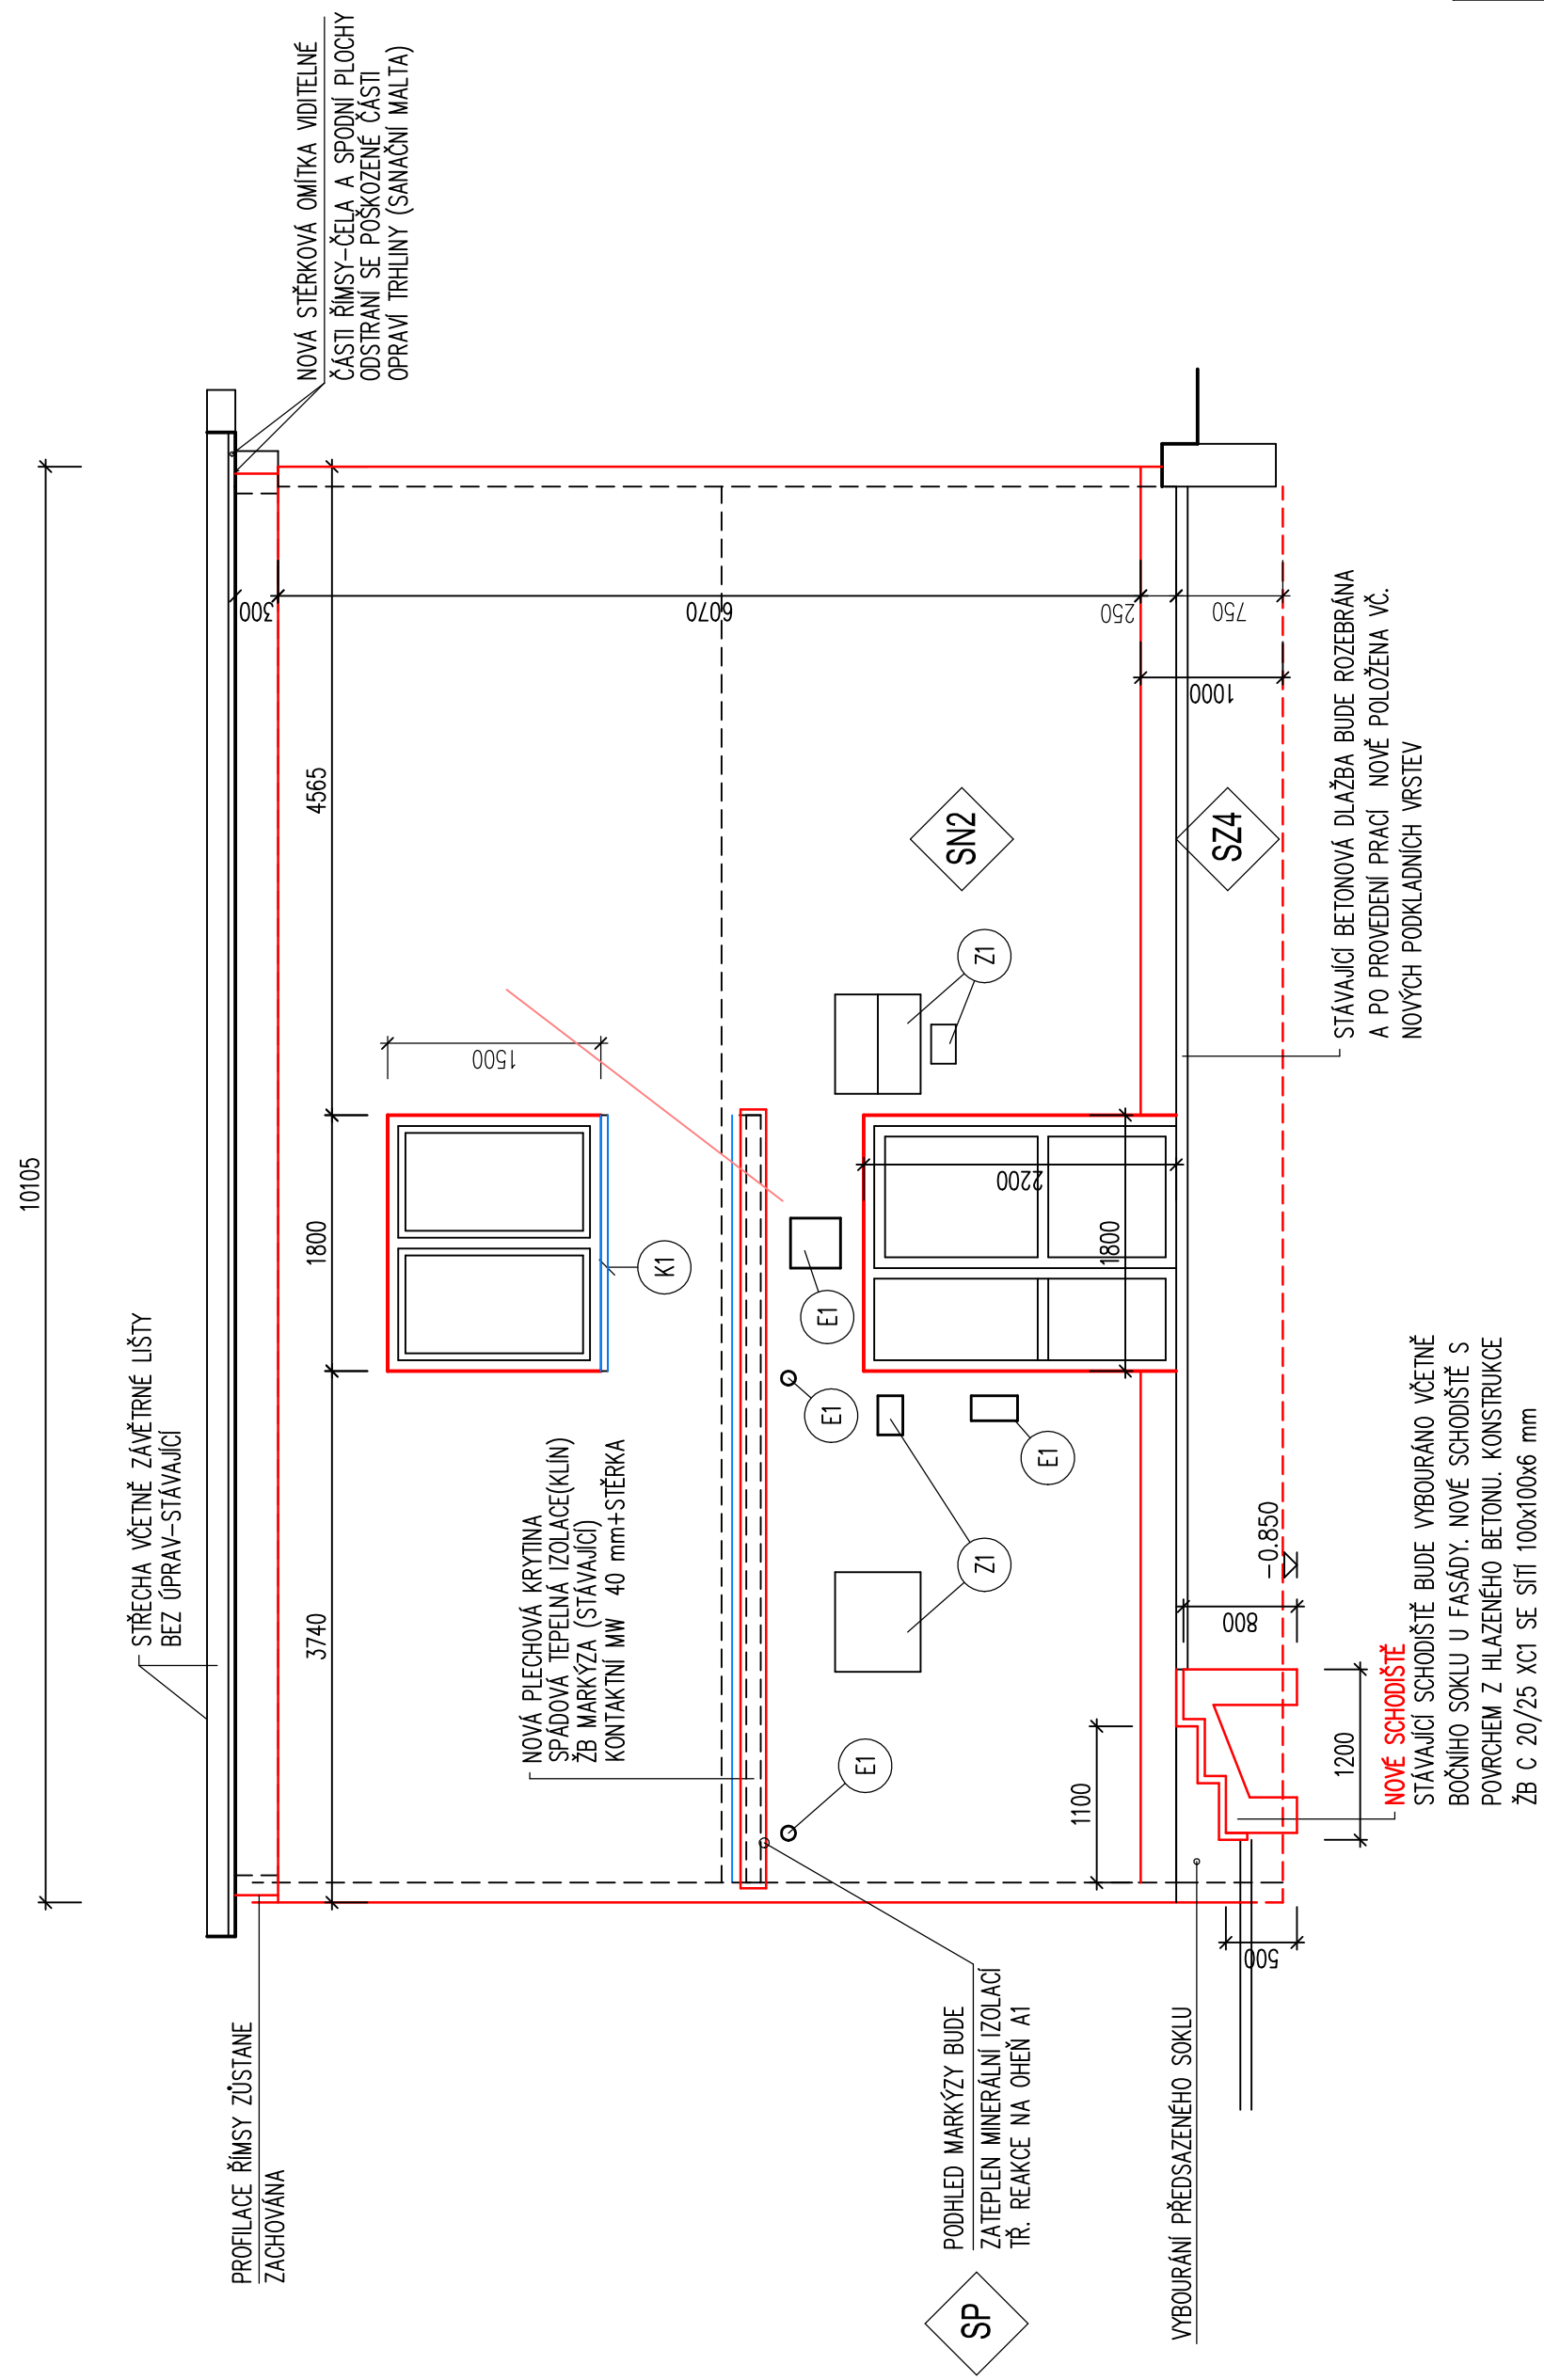 10105
STŘECHA VČETNĚ ZÁVĚTRNÉ LIŠTY
BEZ ÚPRAV-STÁVAJÍCÍ
NOVÁ STĚRKOVÁ OMÍTKA VIDITELNÉ
ČÁSTI ŘÍMSY-ČELA A SPODNÍ PLOCHY
ODSTRANÍ SE POŠKOZENÉ ČÁSTI
OPRAVÍ TRHLINY (SANAČNÍ MALTA)
PROFILACE ŘÍMSY ZŮSTANE
ZACHOVÁNA
300
3740
1800
4565
1500
K1
6070
NOVÁ PLECHOVÁ KRYTINA
SPÁDOVÁ TEPELNÁ IZOLACE(KLÍN)
ŽB MARKÝZA (STÁVAJÍCÍ)
KONTAKTNÍ MW 40 mm+STĚRKA
E1
E1
E1
E1
Z1
Z1
SN2
2200
1800
250
750
1000
SZ4
SP
PODHLED MARKÝZY BUDE
ZATEPLEN MINERÁLNÍ IZOLACÍ
TŘ. REAKCE NA OHEŇ A1
1100
VYBOURÁNÍ PŘEDSAZENÉHO SOKLU
500
800
-0.850
1200
STÁVAJÍCÍ BETONOVÁ DLAŽBA BUDE ROZEBRÁNA
A PO PROVEDENÍ PRACÍ NOVĚ POLOŽENA VČ.
NOVÝCH PODKLADNÍCH VRSTEV
NOVÉ SCHODIŠTĚ
STÁVAJÍCÍ SCHODIŠTĚ BUDE VYBOURÁNO VČETNĚ
BOČNÍHO SOKLU U FASÁDY. NOVÉ SCHODIŠTĚ S
POVRCHEM Z HLAZENÉHO BETONU. KONSTRUKCE
ŽB C 20/25 XC1 SE SÍTÍ 100x100x6 mm